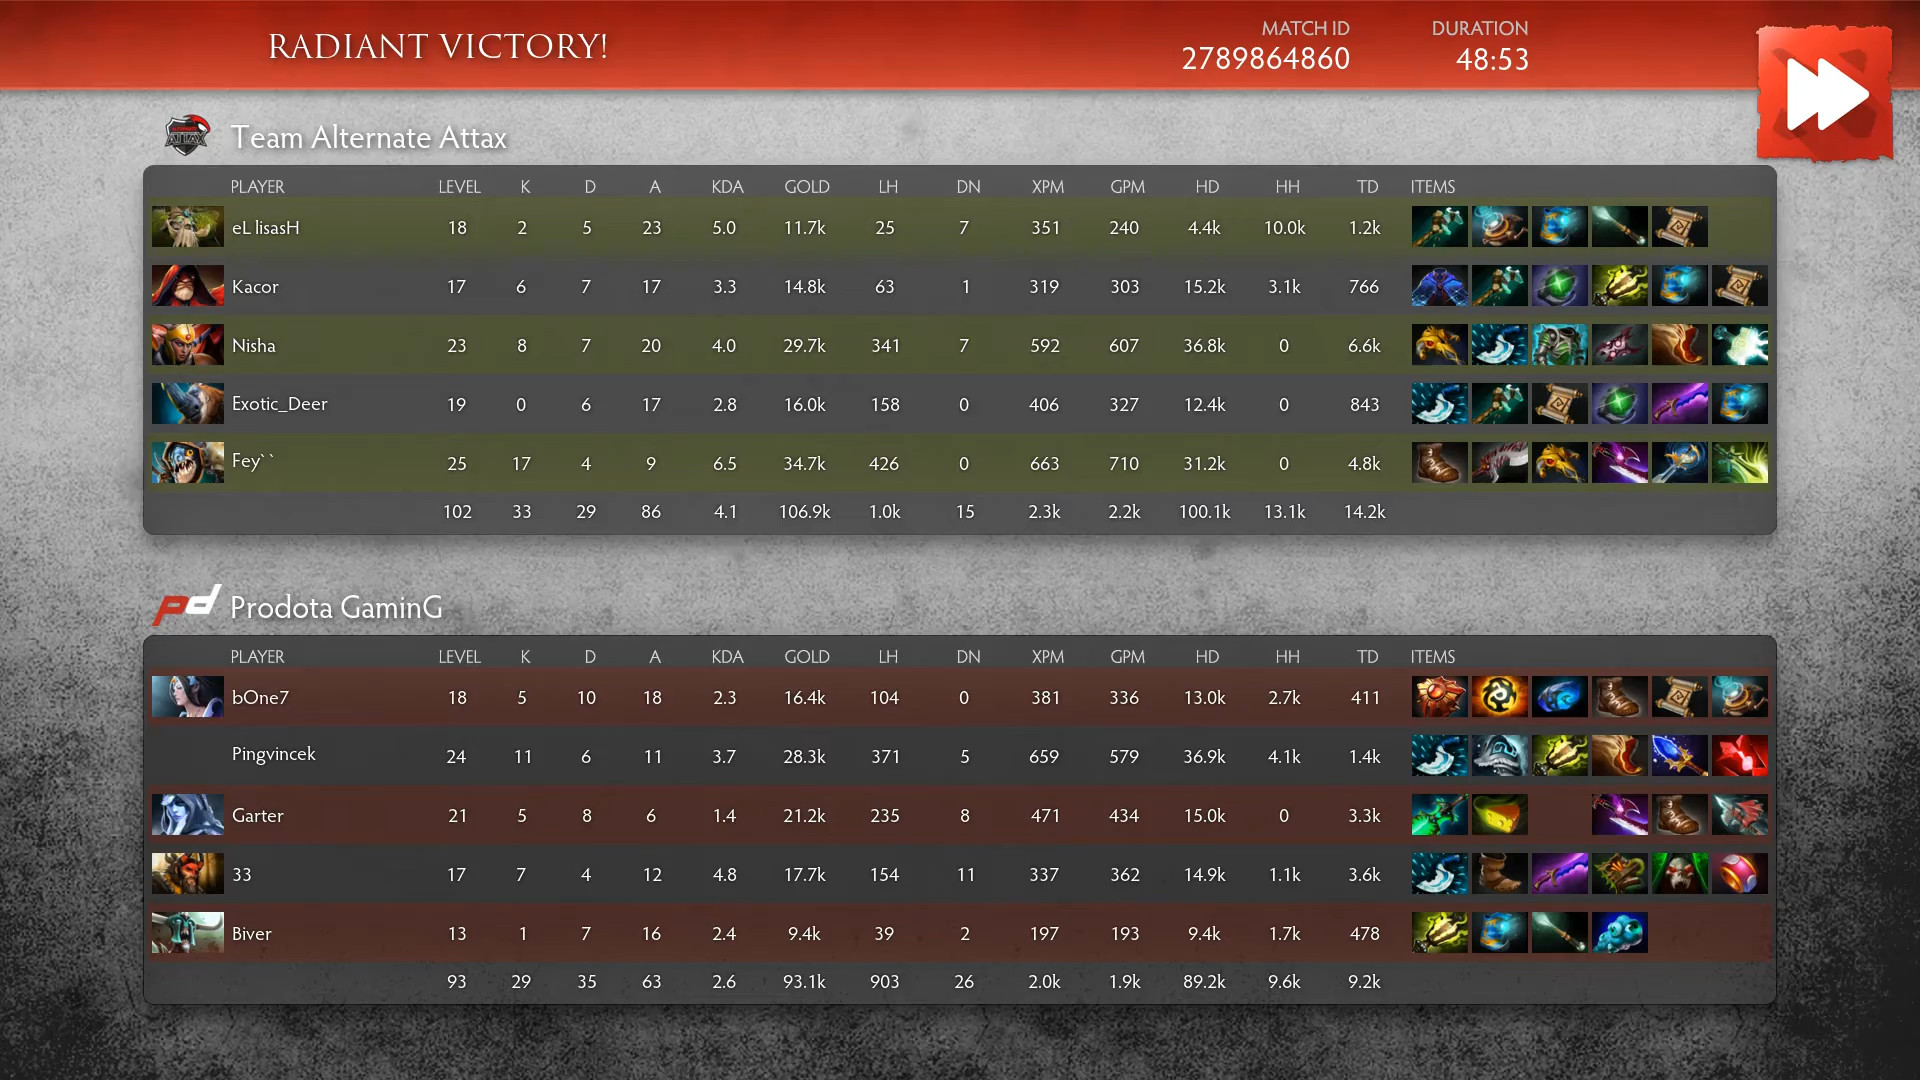 RADIANT VICTORY!
MATCH ID
2789864860
DURATION
48:53
Team Alternate Attax
PLAYER LEVEL K D A KDA GOLD LH DN XPM GPM HD HH TD ITEMS
eL lisasH 18 2 5 23 5.0 11.7k 25 7 351 240 4.4k 10.0k 1.2k
Kacor 17 6 7 17 3.3 14.8k 63 1 319 303 15.2k 3.1k 766
Nisha 23 8 7 20 4.0 29.7k 341 7 592 607 36.8k 0 6.6k
Exotic_Deer 19 0 6 17 2.8 16.0k 158 0 406 327 12.4k 0 843
Fey`` 25 17 4 9 6.5 34.7k 426 0 663 710 31.2k 0 4.8k
102 33 29 86 4.1 106.9k 1.0k 15 2.3k 2.2k 100.1k 13.1k 14.2k
pd Prodota GaminG
PLAYER LEVEL K D A KDA GOLD LH DN XPM GPM HD HH TD ITEMS
bOne7 18 5 10 18 2.3 16.4k 104 0 381 336 13.0k 2.7k 411
Pingvincek 24 11 6 11 3.7 28.3k 371 5 659 579 36.9k 4.1k 1.4k
Garter 21 5 8 6 1.4 21.2k 235 8 471 434 15.0k 0 3.3k
33 17 7 4 12 4.8 17.7k 154 11 337 362 14.9k 1.1k 3.6k
Biver 13 1 7 16 2.4 9.4k 39 2 197 193 9.4k 1.7k 478
93 29 35 63 2.6 93.1k 903 26 2.0k 1.9k 89.2k 9.6k 9.2k